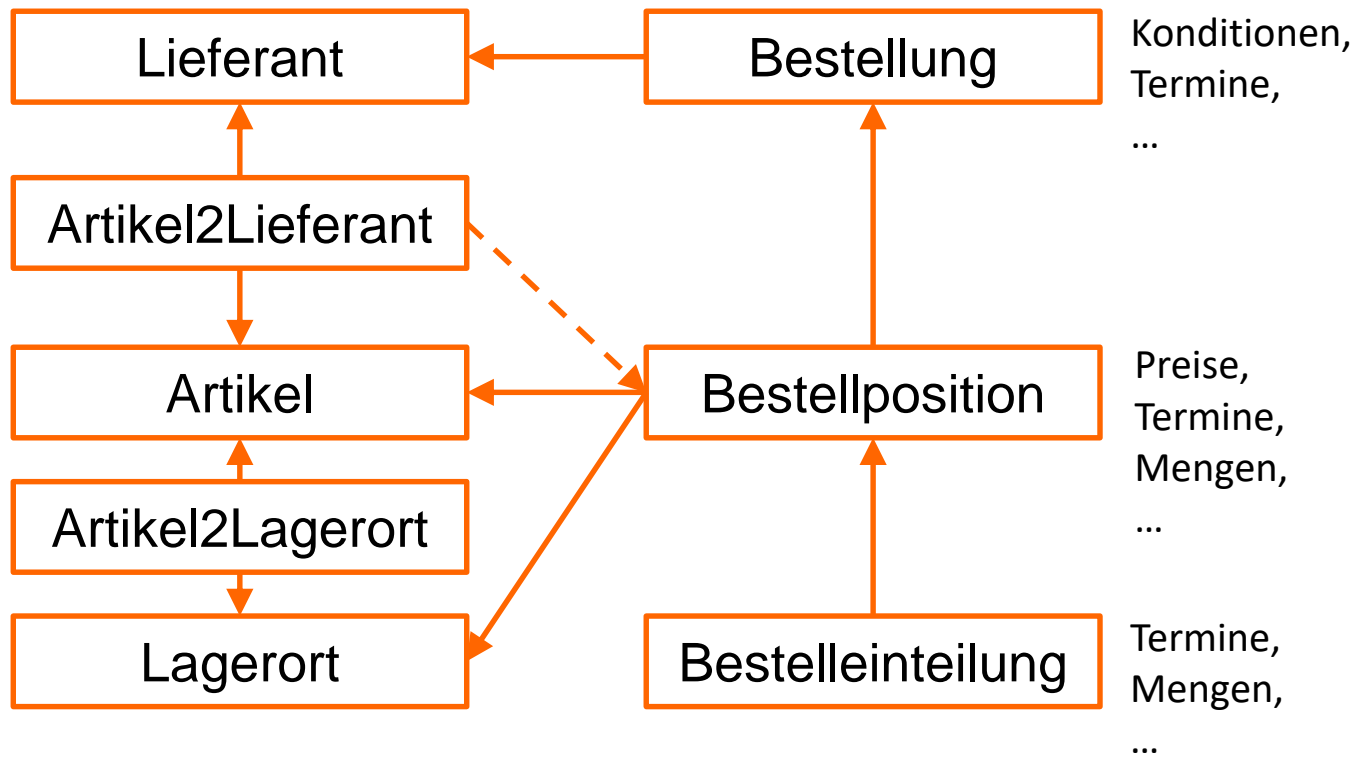 Lieferant
Bestellung
Konditionen,
Termine,
...
Artikel2Lieferant
Artikel
Bestellposition
Preise,
Termine,
Mengen,
...
Artikel2Lagerort
Lagerort
Bestelleinteilung
Termine,
Mengen,
...